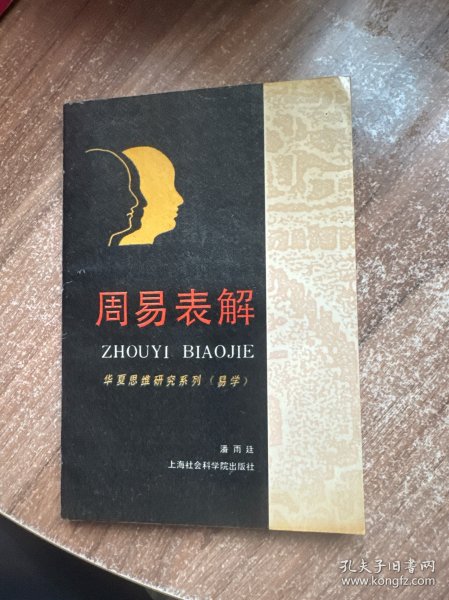 周易表解
ZHOUYI BIAOJIE
华夏思维研究系列（易学）
潘雨廷
上海社会科学院出版社
孔夫子旧书网
www.kongfz.com